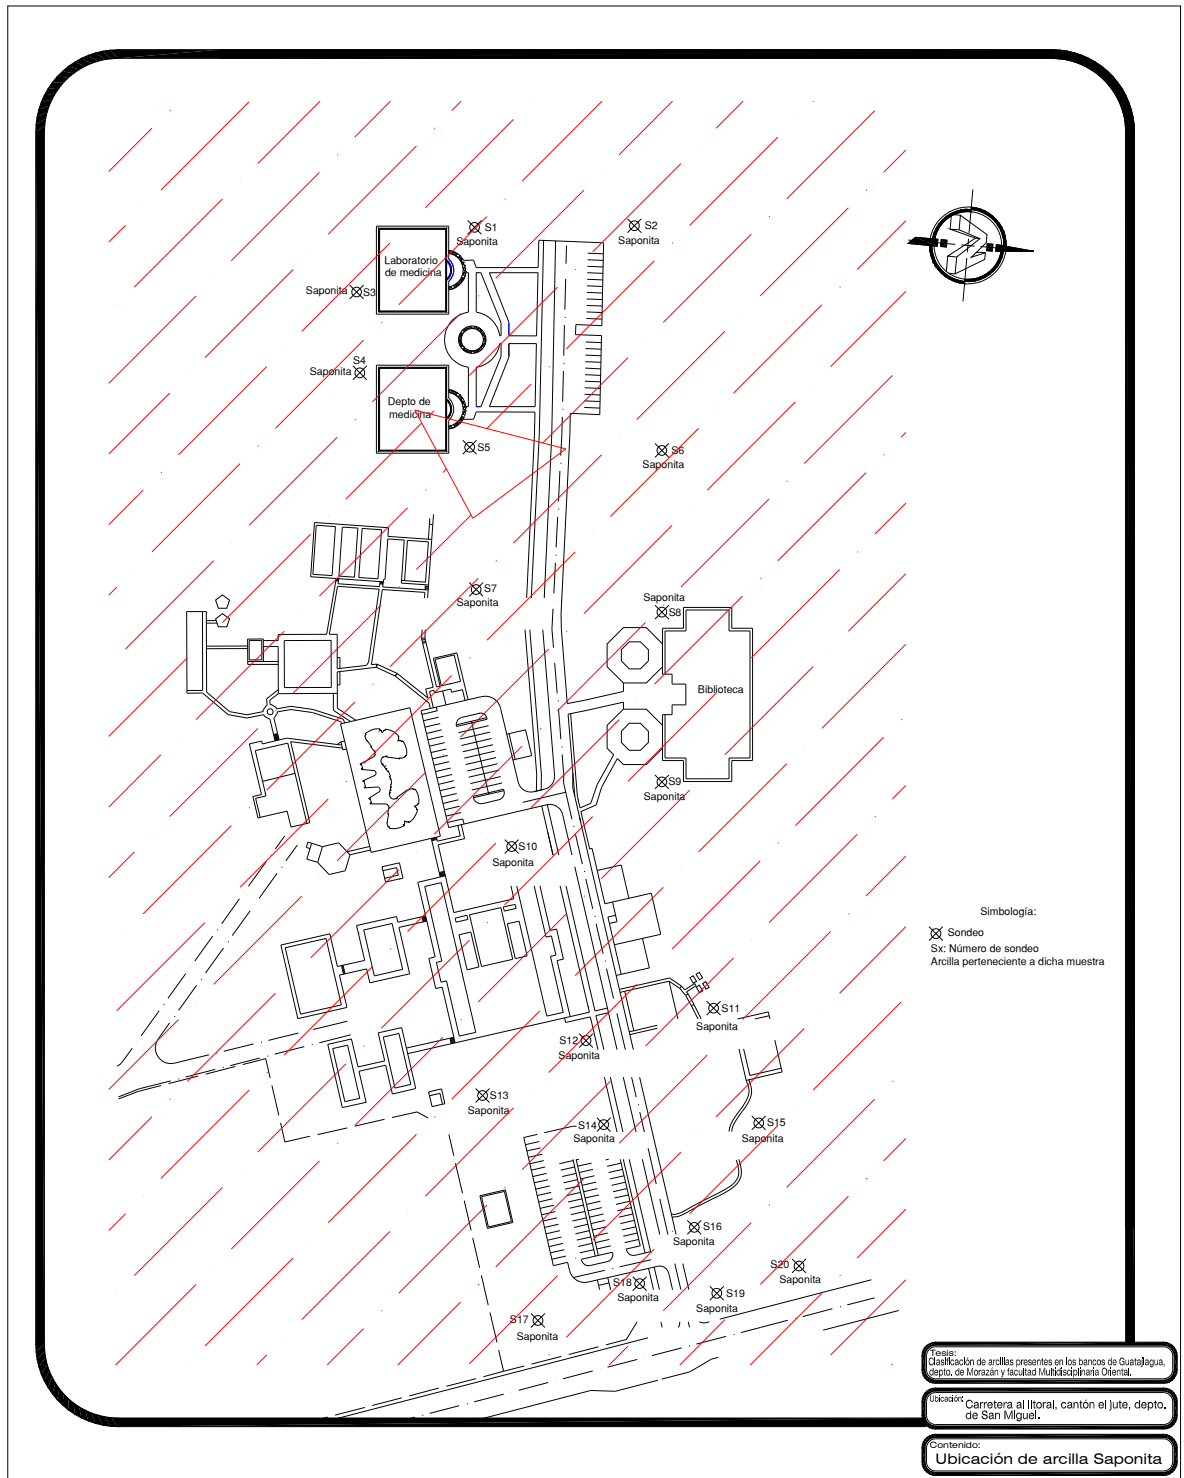 S1
Saponita
S2
Saponita
Laboratorio
de medicina
Saponita
S3
S4
Saponita
Depto de
medicina
S5
S6
Saponita
N
S7
Saponita
Saponita
S8
Biblioteca
S9
Saponita
S10
Saponita
Simbología:
Sondeo
Sx: Número de sondeo
Arcilla perteneciente a dicha muestra
S11
Saponita
S12
Saponita
S13
Saponita
S14
Saponita
S15
Saponita
S16
Saponita
S20
Saponita
S18
Saponita
S19
Saponita
S17
Saponita
Tesis:
Clasificación de arcillas presentes en los bancos de Guatajiagua,
depto. de Morazán y facultad Multidisciplinaria Oriental.
Ubicación:
Carretera al litoral, cantón el jute, depto.
de San Miguel.
Contenido:
Ubicación de arcilla Saponita